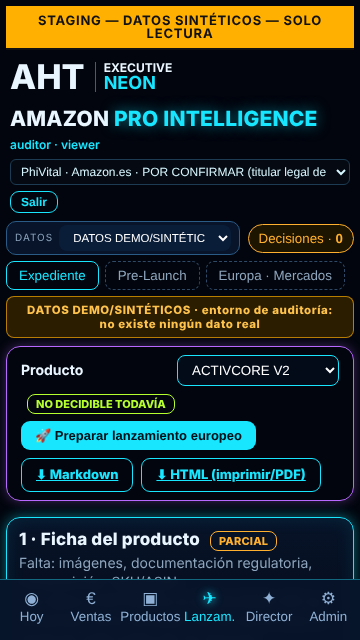 STAGING — DATOS SINTÉTICOS — SOLO
LECTURA
AHT
EXECUTIVE
NEON
AMAZON PRO INTELLIGENCE
auditor · viewer
PhiVital · Amazon.es · POR CONFIRMAR (titular legal de
Salir
DATOS DATOS DEMO/SINTÉTIC Decisiones · 0
Expediente Pre-Launch Europa · Mercados
DATOS DEMO/SINTÉTICOS · entorno de auditoría:
no existe ningún dato real
Producto ACTIVCORE V2
NO DECIDIBLE TODAVÍA
🚀 Preparar lanzamiento europeo
⬇ Markdown ⬇ HTML (imprimir/PDF)
1 · Ficha del producto PARCIAL
Falta: imágenes, documentación regulatoria,
Hoy Ventas Productos Lanzam. Director Admin